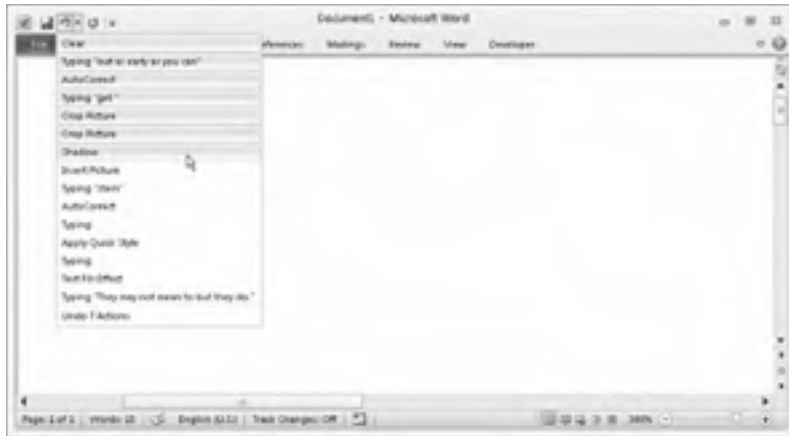 Document1 - Microsoft Word
File References Mailings Review View Developer
Clear
Typing "out as early as you can"
AutoCorrect
Typing "get "
Crop Picture
Crop Picture
Shadow
Insert Picture
Typing
AutoCorrect
Typing
Apply Quick Style
Typing
Text Fill Effect
Typing "They may not mean to but they do."
Undo 7 Actions
Page: 1 of 1 Words: 18 English (U.S.) Track Changes: Off